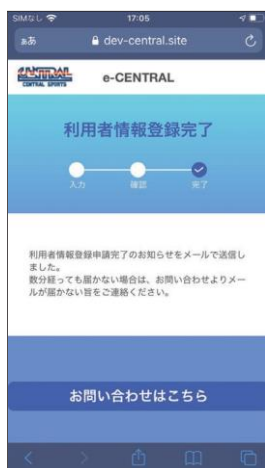 SIMなし 17:05
ぁあ dev-central.site
CENTRAL
CENTRAL SPORTS
e-CENTRAL
利用者情報登録完了
入力 確認 完了
利用者情報登録申請完了のお知らせをメールで送信し
ました。
数分経っても届かない場合は、お問い合わせよりメー
ルが届かない旨をご連絡ください。
お問い合わせはこちら